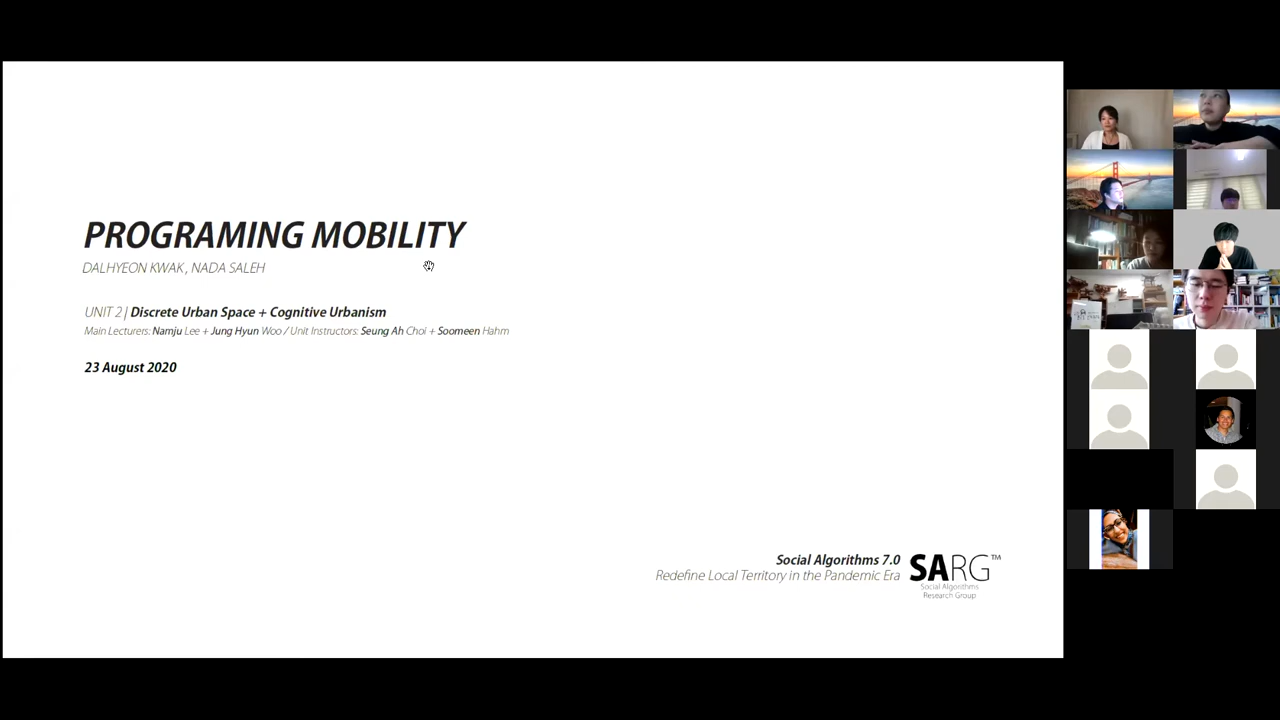 PROGRAMING MOBILITY
DALHYEON KWAK, NADA SALEH
UNIT 2 | Discrete Urban Space + Cognitive Urbanism
Main Lecturers: Namju Lee + Jung Hyun Woo / Unit Instructors: Seung Ah Choi + Soomeen Hahm
23 August 2020
Social Algorithms 7.0
Redefine Local Territory in the Pandemic Era
SARG™
Social Algorithms
Research Group